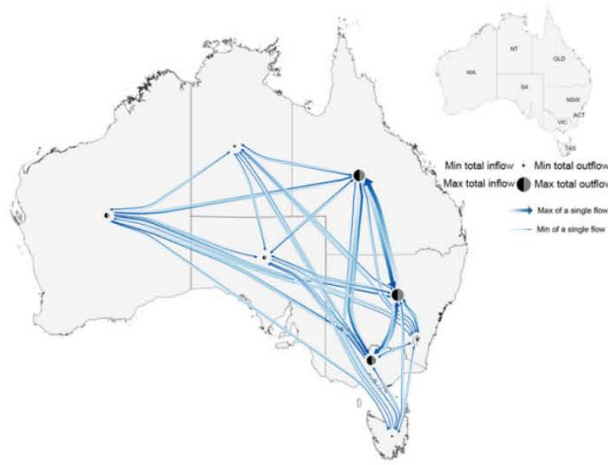 NT
QLD
WA
SA
NSW
ACT
VIC
TAS
Min total inflow Min total outflow
Max total inflow Max total outflow
Max of a single flow
Min of a single flow